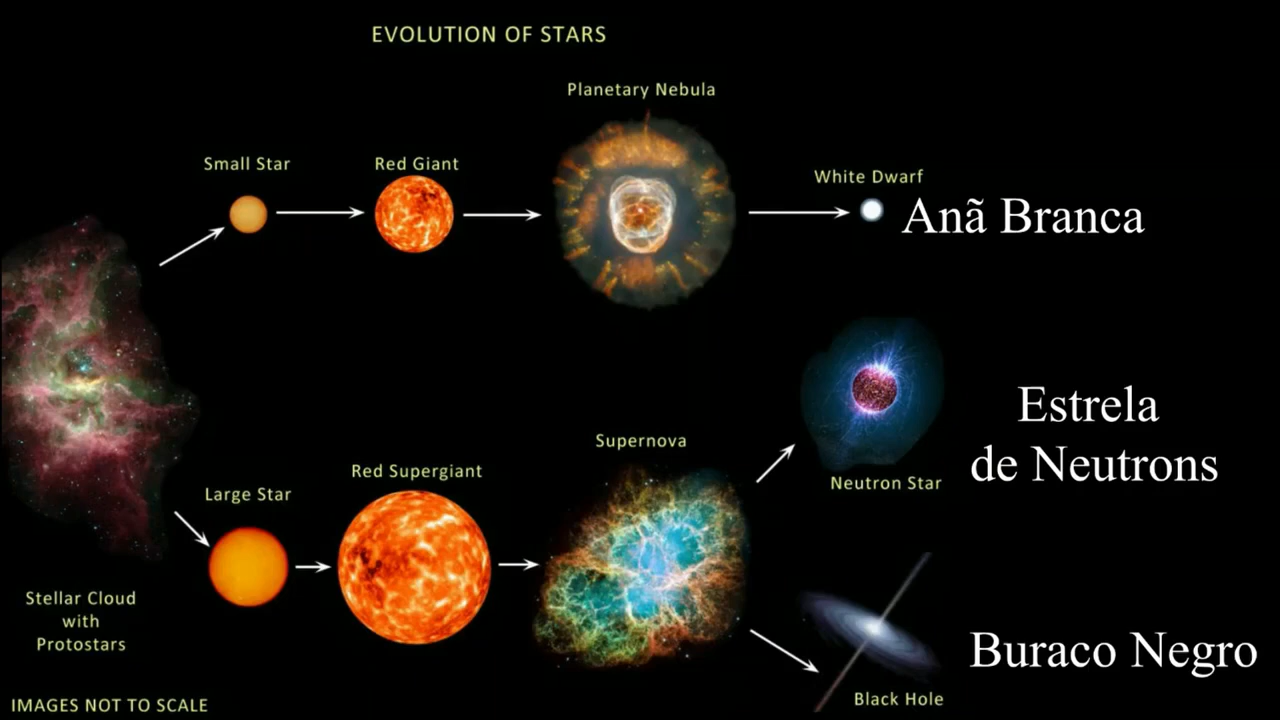 EVOLUTION OF STARS
Planetary Nebula
Small Star
Red Giant
White Dwarf
Anã Branca
Estrela
de Neutrons
Supernova
Red Supergiant
Neutron Star
Large Star
Stellar Cloud
with
Protostars
Buraco Negro
Black Hole
IMAGES NOT TO SCALE